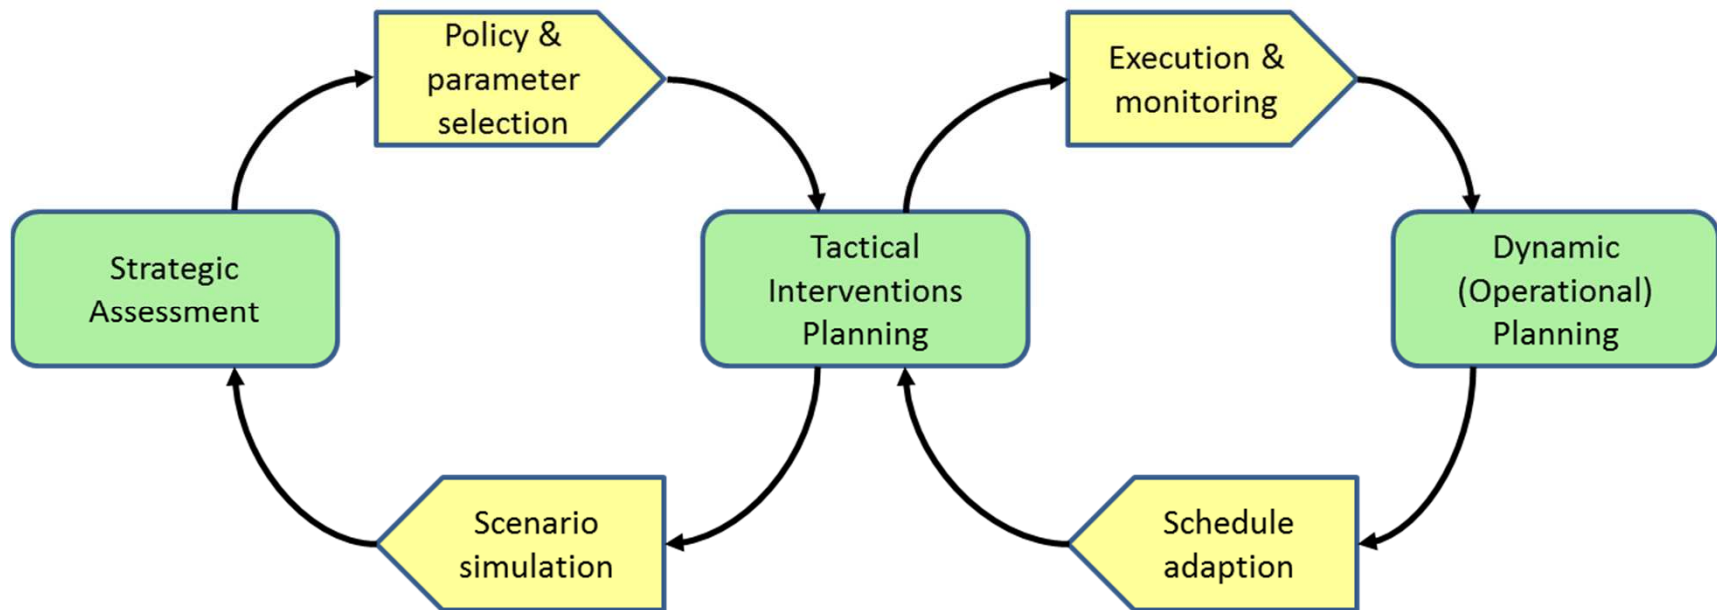 Policy &
parameter
selection
Execution &
monitoring
Strategic
Assessment
Tactical
Interventions
Planning
Dynamic
(Operational)
Planning
Scenario
simulation
Schedule
adaption